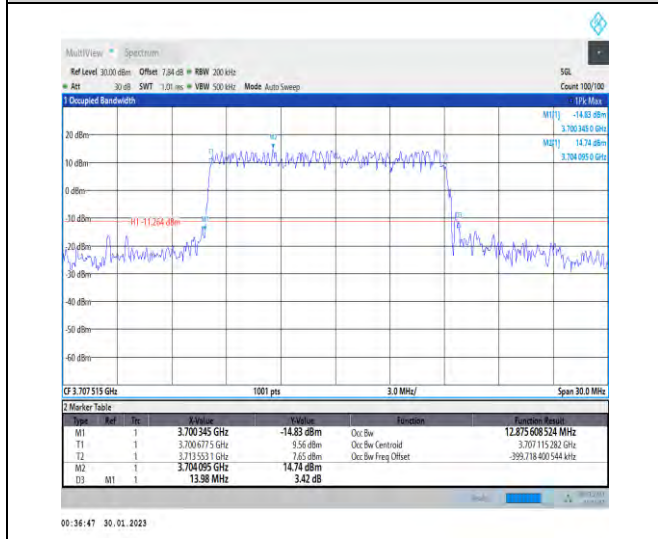 MultiView Spectrum
Ref Level 30.00 dBm Offset 7.84 dB RBW 200 kHz SGL
Att 30 dB SWT 1.01 ms VBW 500 kHz Mode Auto Sweep Count 100/100
1 Occupied Bandwidth 1Pk Max
M1[1] -14.83 dBm
3.700 345 0 GHz
M2[1] 14.74 dBm
3.704 095 0 GHz
20 dBm
M2
10 dBm
0 dBm
-10 dBm
H1 -11.264 dBm
-20 dBm
-30 dBm
-40 dBm
-50 dBm
-60 dBm
CF 3.707 515 GHz 1001 pts 3.0 MHz/ Span 30.0 MHz
2 Marker Table
Type Ref Trc X-Value Y-Value Function Function Result
M1 1 3.700 345 GHz -14.83 dBm Occ Bw 12.875 608 524 MHz
T1 1 3.700 677 5 GHz 9.56 dBm Occ Bw Centroid 3.707 115 282 GHz
T2 1 3.713 553 1 GHz 7.65 dBm Occ Bw Freq Offset -399.718 400 544 kHz
M2 1 3.704 095 GHz 14.74 dBm
D3 M1 1 13.98 MHz 3.42 dB
00:36:47 30.01.2023